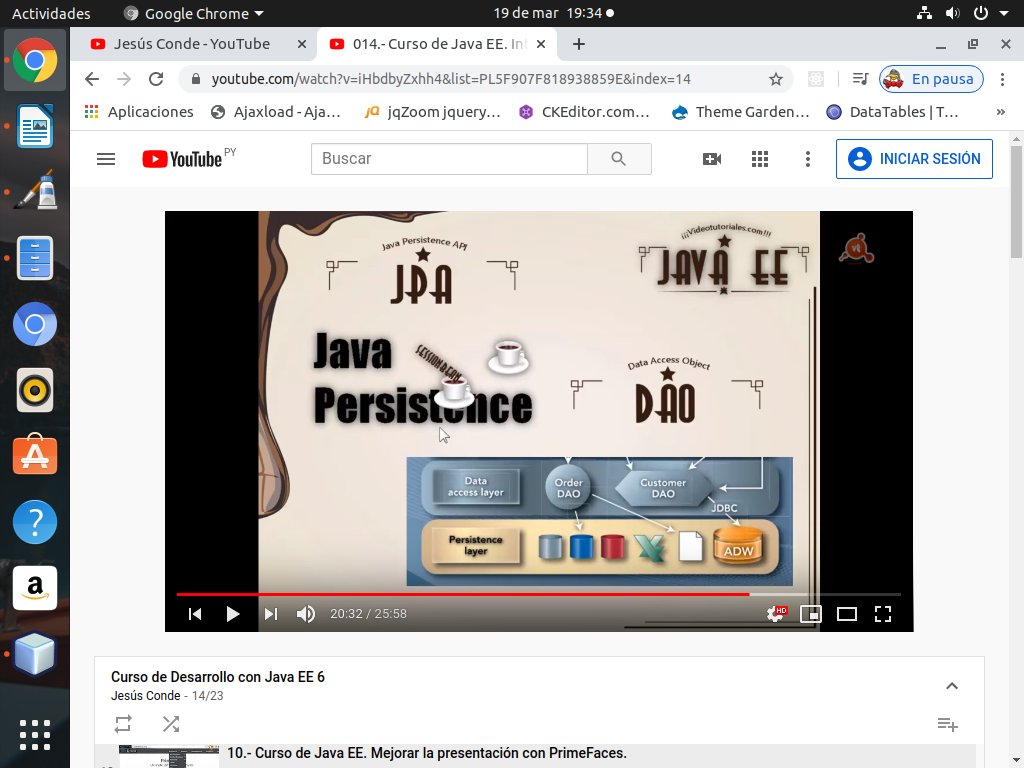 Actividades
Google Chrome
19 de mar 19:34
Jesús Conde - YouTube
014.- Curso de Java EE. Int
youtube.com/watch?v=iHbdbyZxhh4&list=PL5F907F818938859E&index=14
En pausa
Aplicaciones
Ajaxload - Aja...
jqZoom jquery...
CKEditor.com...
Theme Garden...
DataTables | T...
»
YouTube PY
Buscar
INICIAR SESIÓN
Java Persistence API
JPA
¡¡¡Videotutoriales.com!!!
JAVA EE
vt
Java
Persistence
SESSION BEAN
Data Access Object
DAO
Data
access layer
Order
DAO
Customer
DAO
JDBC
Persistence
layer
ADW
20:32 / 25:58
HD
Curso de Desarrollo con Java EE 6
Jesús Conde - 14/23
10.- Curso de Java EE. Mejorar la presentación con PrimeFaces.